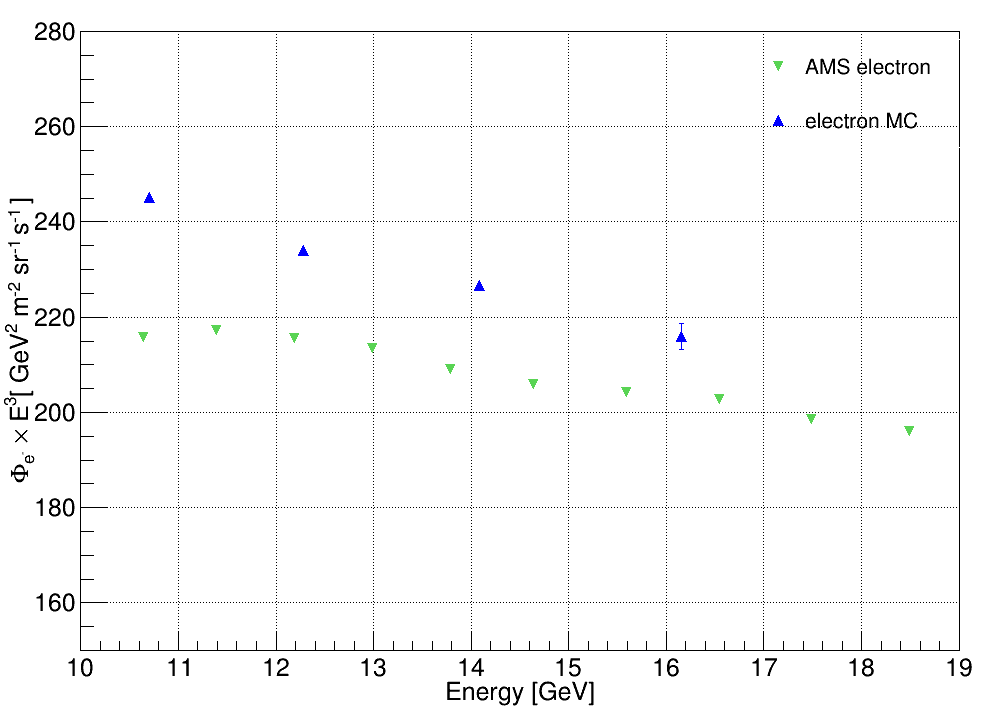 280
260
240
220
200
180
160
10 11 12 13 14 15 16 17 18 19
Energy [GeV]
Φe- × E3[ GeV2 m-2 sr-1 s-1]
AMS electron
electron MC